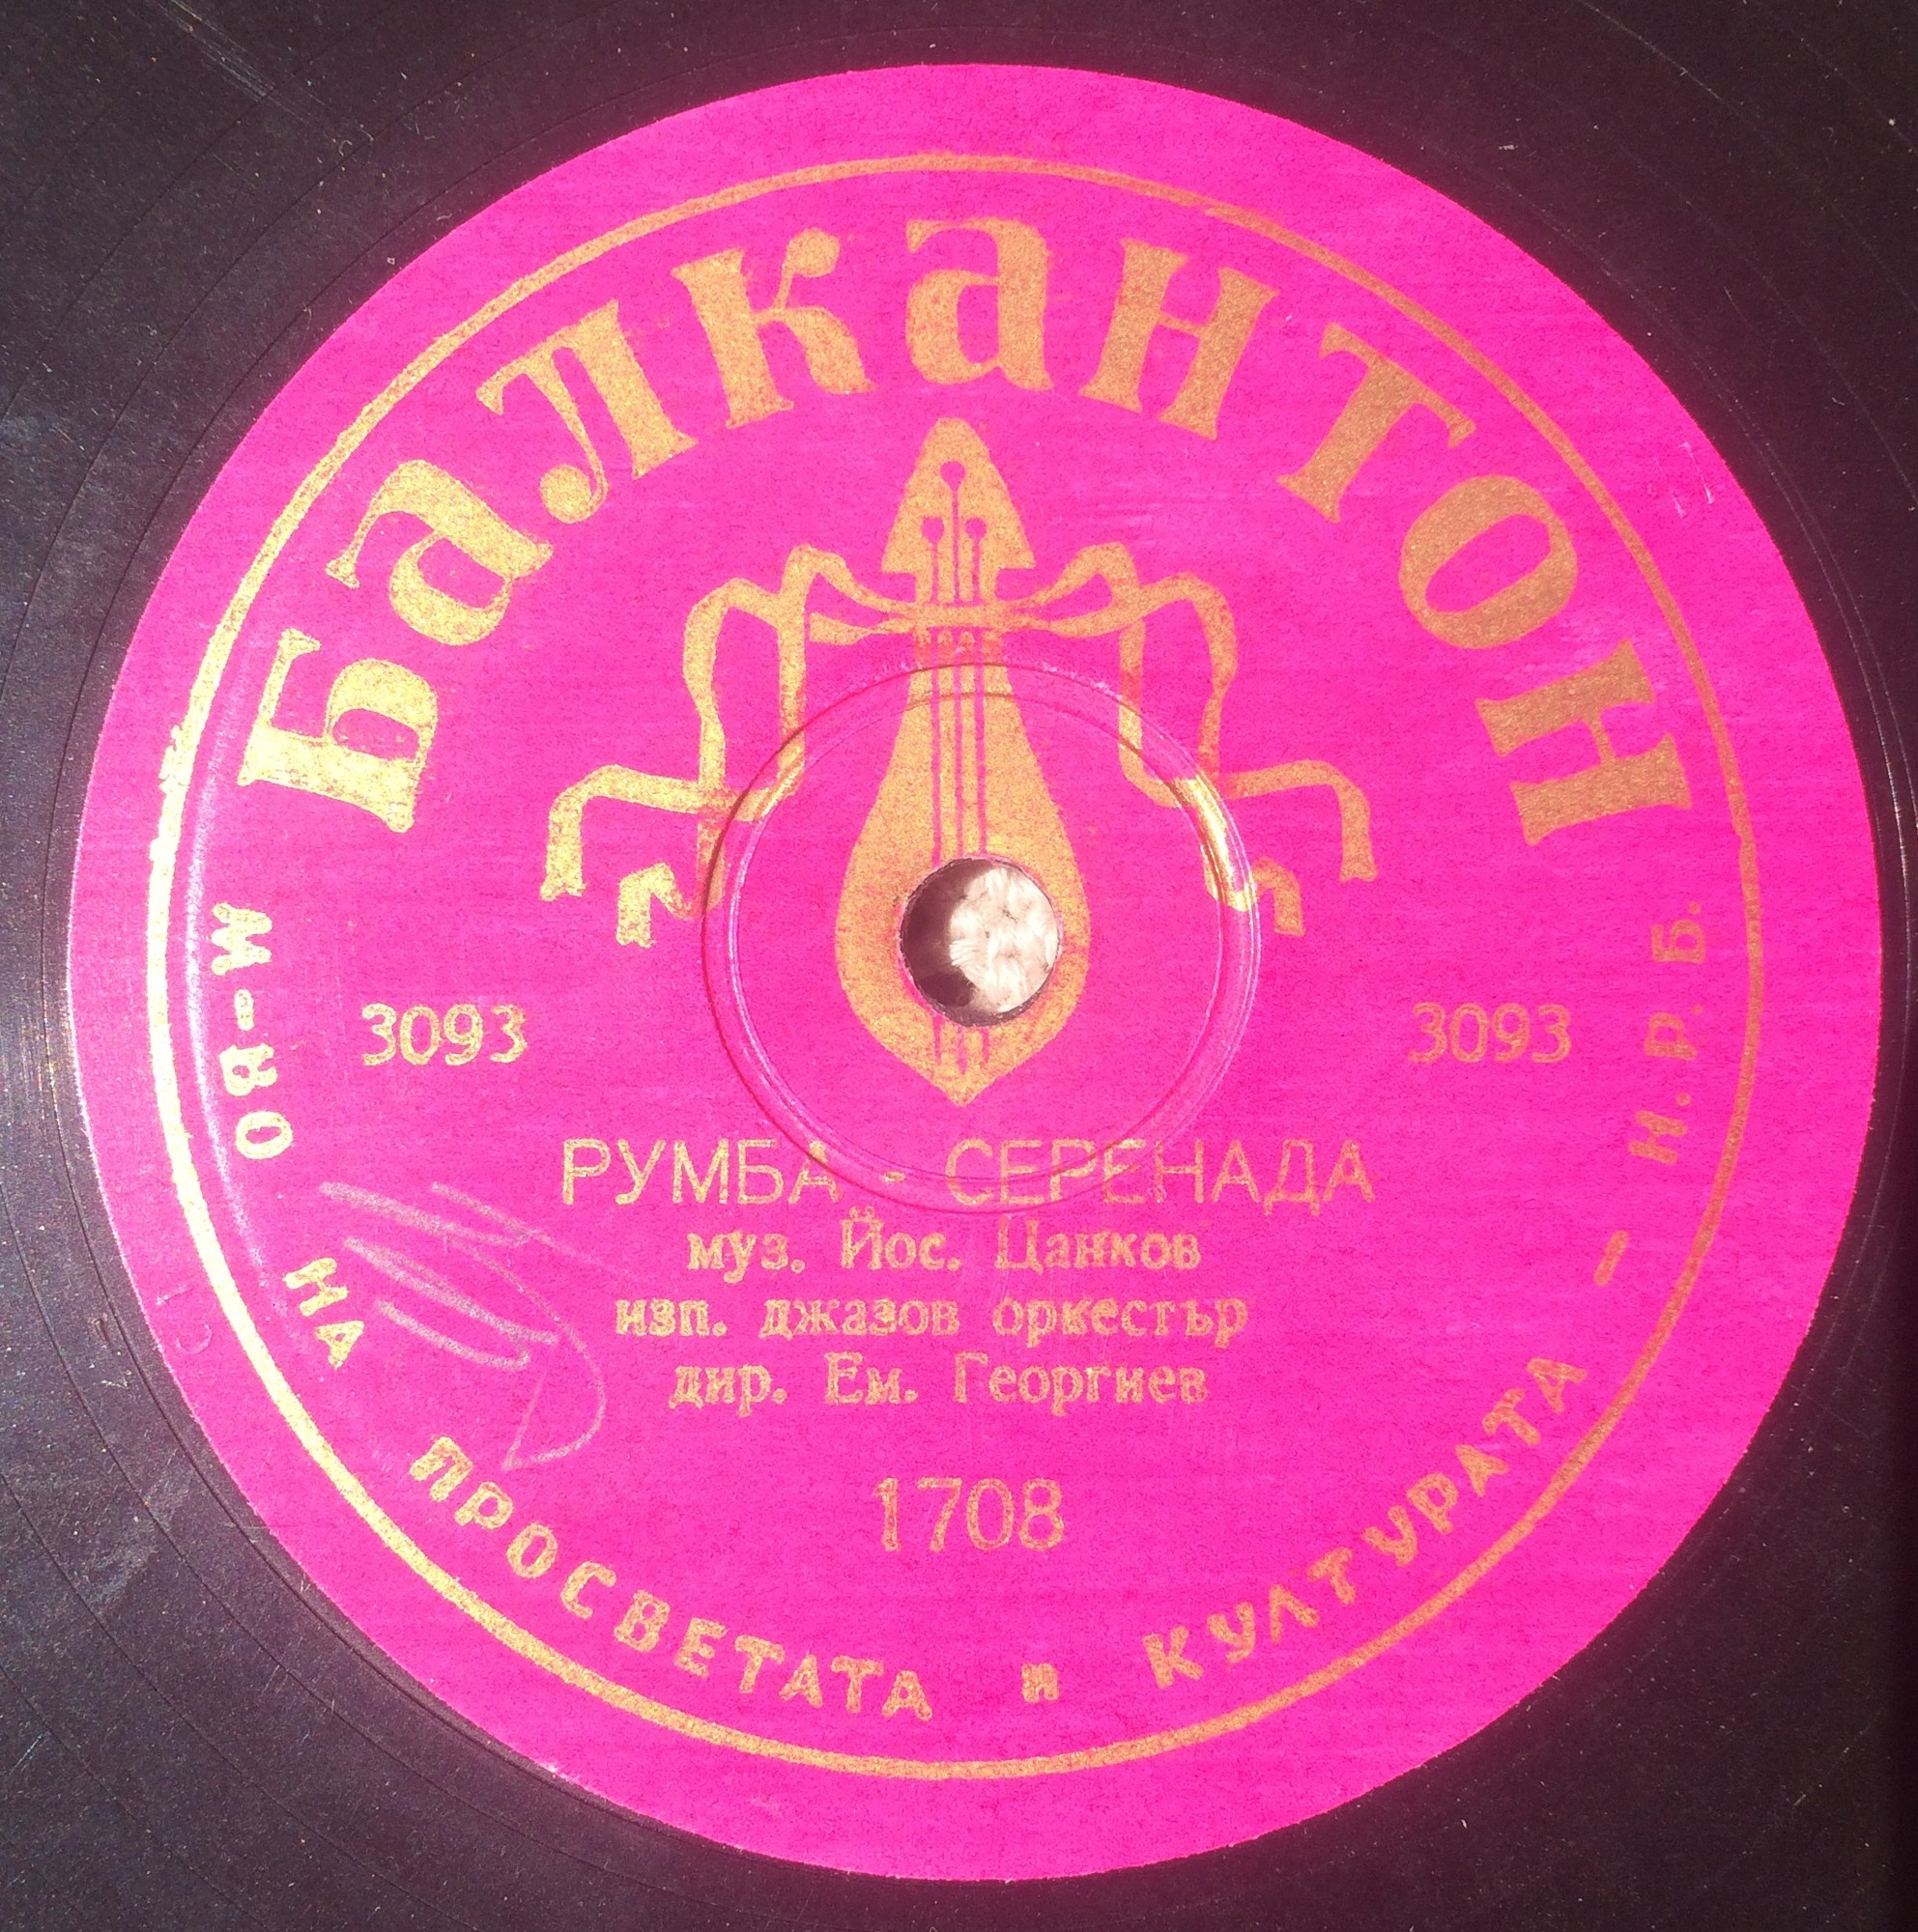 Балкантон
3093
3093
РУМБА - СЕРЕНАДА
муз. Йос. Цанков
изп. джазов оркестър
дир. Ем. Георгиев
1708
М-ВО НА ПРОСВЕТАТА и КУЛТУРАТА — Н.Р.Б.